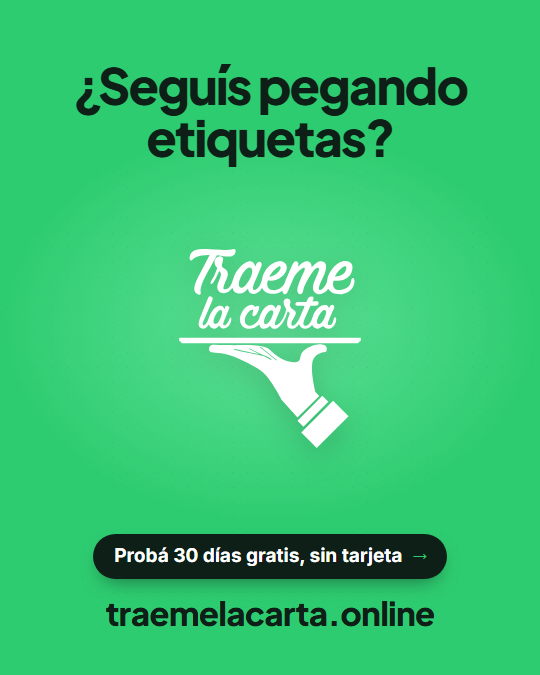 ¿Seguís pegando
etiquetas?
Traeme
la carta
Probá 30 días gratis, sin tarjeta →
traemelacarta.online